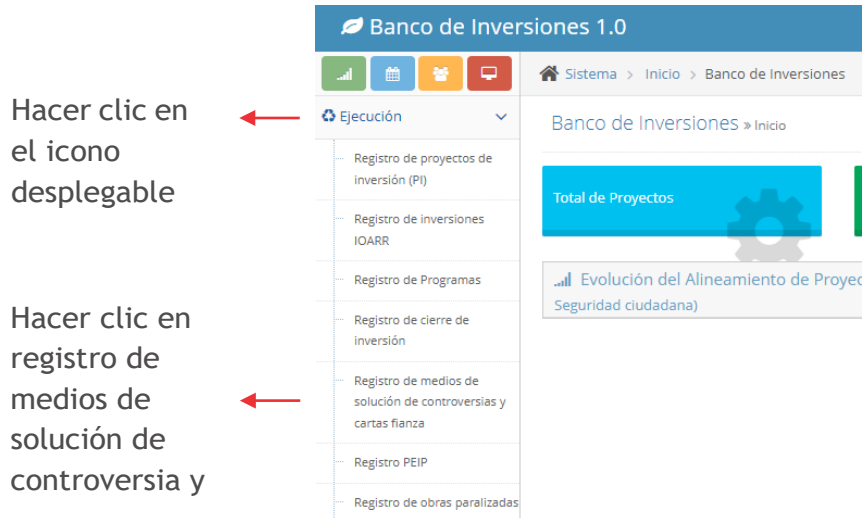 Banco de Inversiones 1.0
Sistema > Inicio > Banco de Inversiones
Hacer clic en
el icono
desplegable
Ejecución
Banco de Inversiones » Inicio
Registro de proyectos de
inversión (PI)
Total de Proyectos
Registro de inversiones
IOARR
Registro de Programas
Evolución del Alineamiento de Proyec
Seguridad ciudadana)
Hacer clic en
registro de
medios de
solución de
controversia y
Registro de cierre de
inversión
Registro de medios de
solución de controversias y
cartas fianza
Registro PEIP
Registro de obras paralizadas